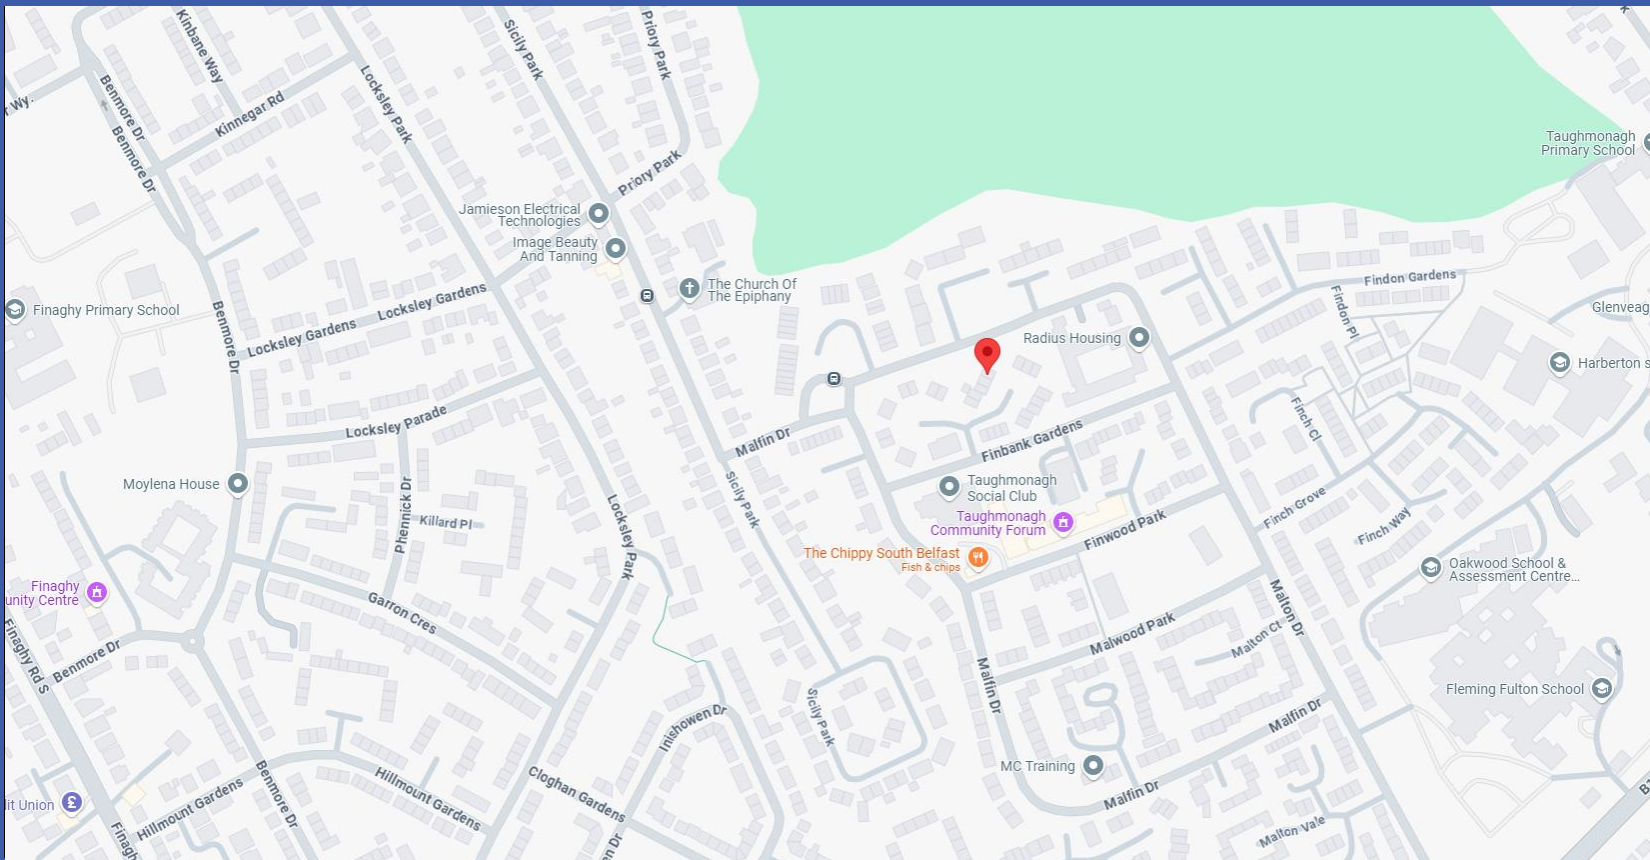 Kinbane Way
Sicily Park
Priory Park
Benmore Dr
Locksley Park
Kinnegar Rd
r Wy.
Benmore Dr
Taughmonagh
Primary School
Priory Park
Jamieson Electrical
Technologies
Image Beauty
And Tanning
The Church Of
The Epiphany
Findon Gardens
Locksley Gardens
Locksley Gardens
Finaghy Primary School
Benmore Dr
Findon Pl
Glenveag
Radius Housing
Harberton s
Locksley Parade
Malfin Dr
Finbank Gardens
Finch Cl
Moylena House
Phennick Dr
Killard Pl
Sicily Park
Taughmonagh
Social Club
Taughmonagh
Community Forum
Finch Grove
Finch Way
Finwood Park
Locksley Park
The Chippy South Belfast
Fish & chips
Oakwood School &
Assessment Centre...
Finaghy
unity Centre
Garron Cres
Malton Dr
Malwood Park
Malton Ct
Finaghy Rd S
Benmore Dr
Malfin Dr
Sicily Park
Inishowen Dr
Fleming Fulton School
Malfin Dr
MC Training
Malfin Dr
Hillmount Gardens
Benmore Dr
Hillmount Gardens
Cloghan Gardens
lit Union
£
Finagh
en Dr
Malton Vale